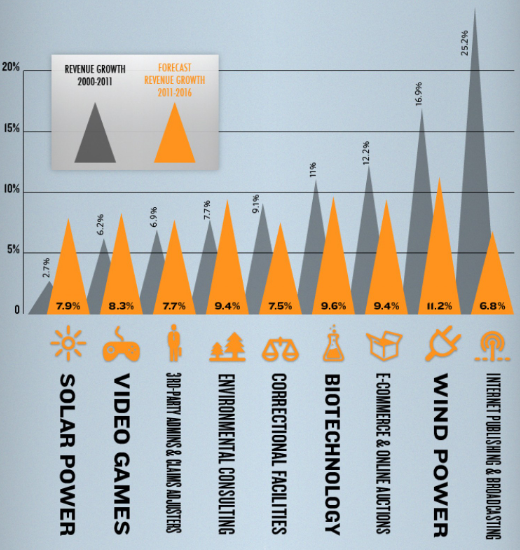 REVENUE GROWTH
2000-2011
FORECAST
REVENUE GROWTH
2011-2016
20%
15%
10%
5%
0
2.7%
6.2%
6.9%
7.7%
9.1%
11%
12.2%
16.9%
25.2%
7.9%
8.3%
7.7%
9.4%
7.5%
9.6%
9.4%
11.2%
6.8%
SOLAR POWER
VIDEO GAMES
3RD-PARTY ADMINS & CLAIMS ADJUSTERS
ENVIRONMENTAL CONSULTING
CORRECTIONAL FACILITIES
BIOTECHNOLOGY
E-COMMERCE & ONLINE AUCTIONS
WIND POWER
INTERNET PUBLISHING & BROADCASTING